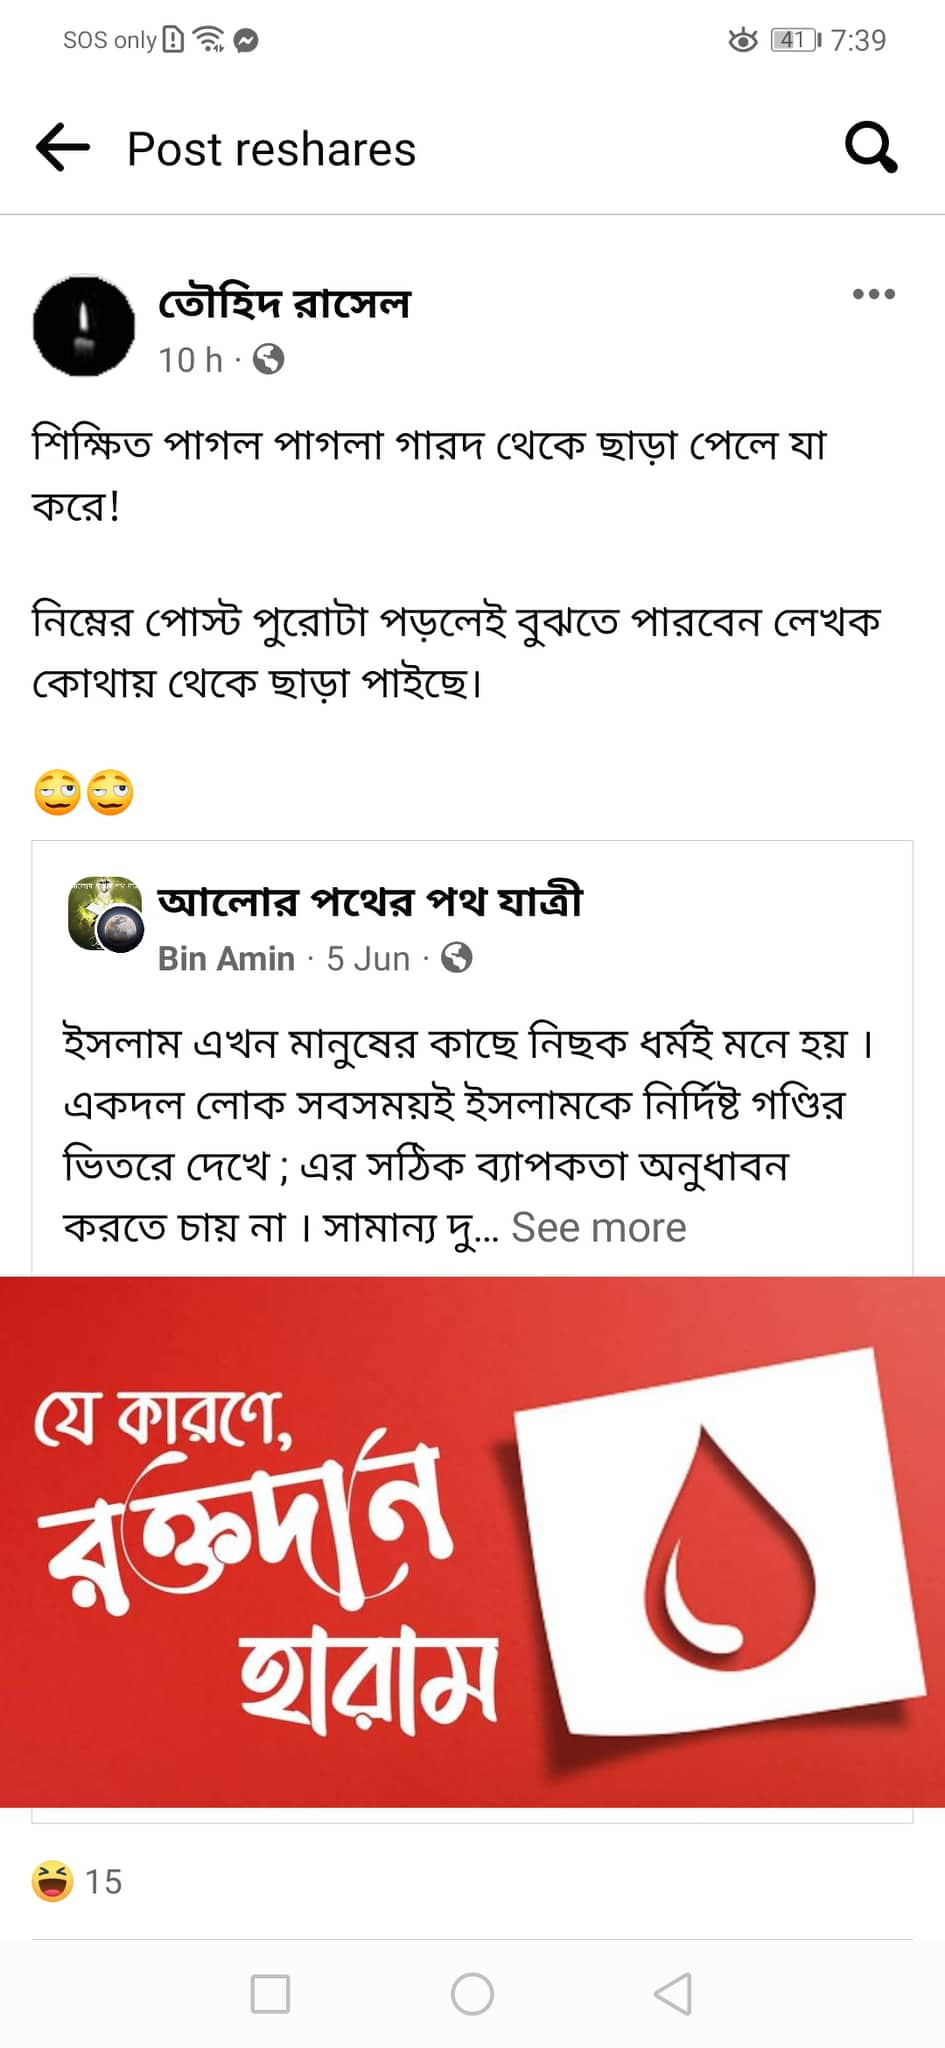 SOS only
41 7:39
Post reshares
তৌহিদ রাসেল
10 h ·
শিক্ষিত পাগল পাগলা গারদ থেকে ছাড়া পেলে যা
করে!
নিম্নের পোস্ট পুরোটা পড়লেই বুঝতে পারবেন লেখক
কোথায় থেকে ছাড়া পাইছে।
আলোর পথের পথ যাত্রী
Bin Amin · 5 Jun ·
ইসলাম এখন মানুষের কাছে নিছক ধর্মই মনে হয় ।
একদল লোক সবসময়ই ইসলামকে নির্দিষ্ট গণ্ডির
ভিতরে দেখে ; এর সঠিক ব্যাপকতা অনুধাবন
করতে চায় না । সামান্য দু... See more
যে কারণে,
রক্তদান
হারাম
15